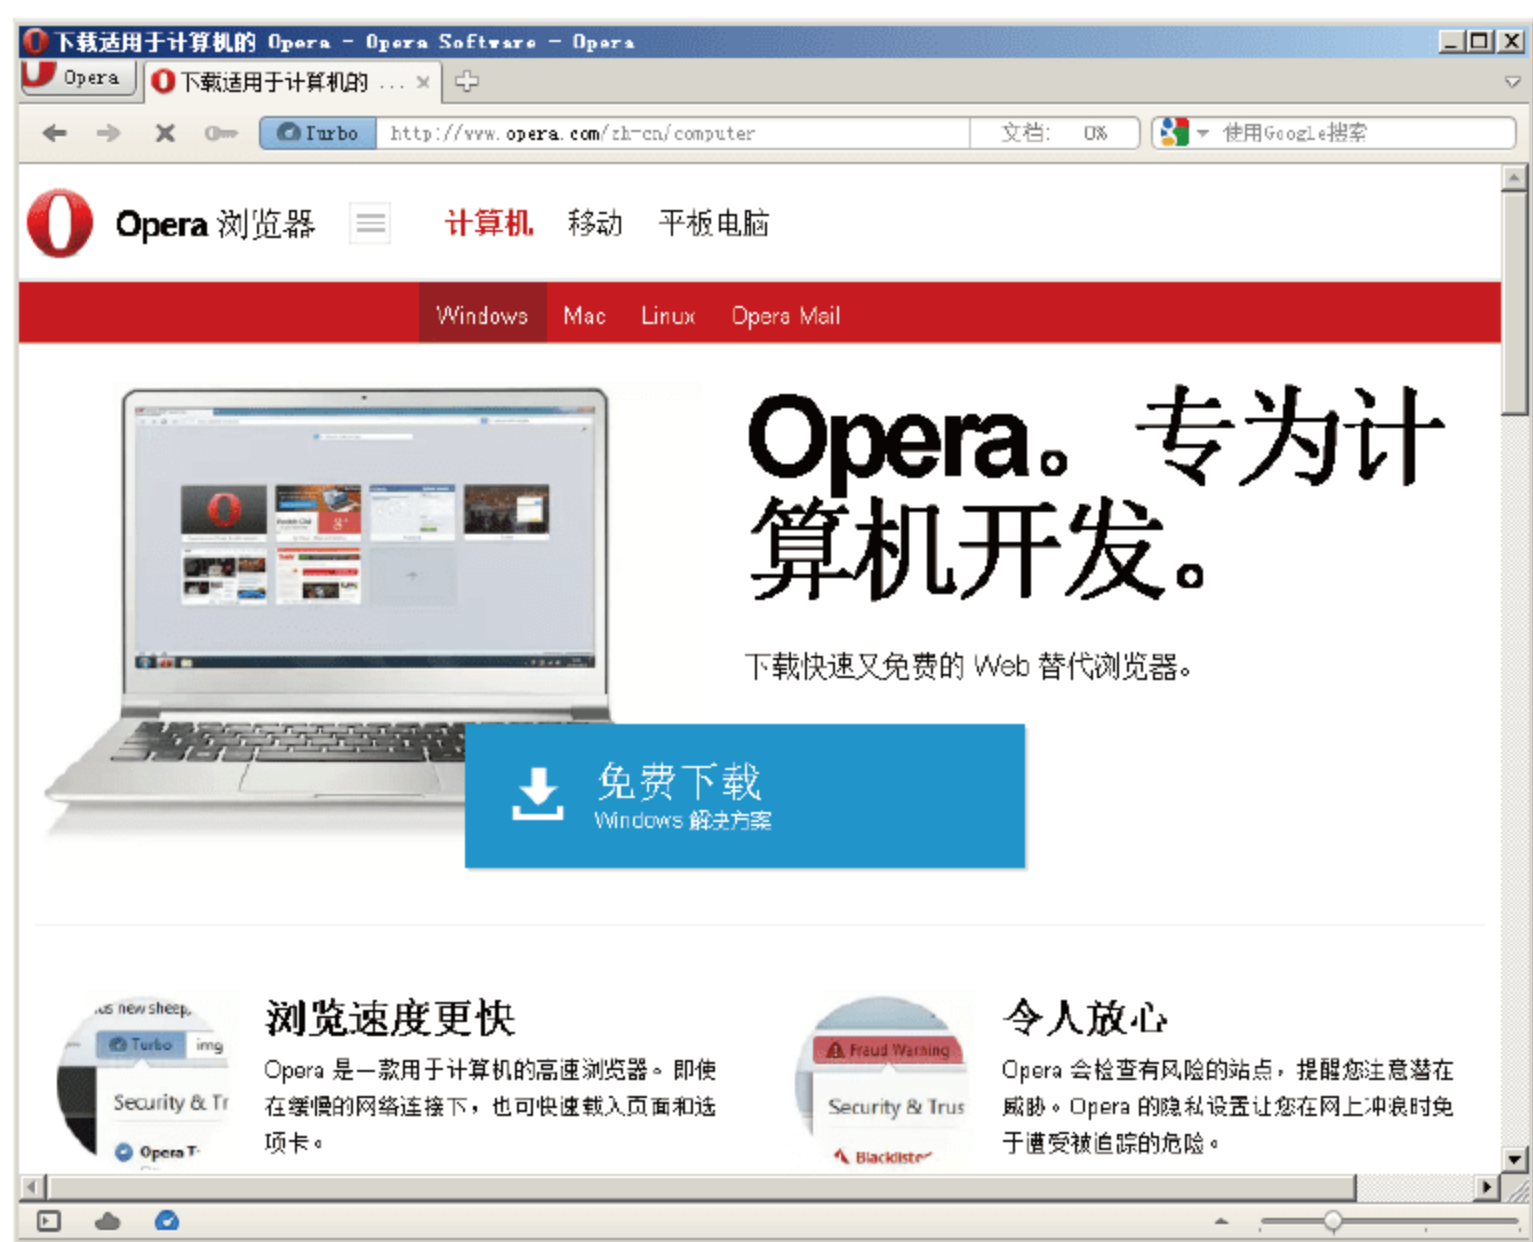 下载适用于计算机的 Opera - Opera Software - Opera
Opera 下载适用于计算机的 ...
Turbo http://www.opera.com/zh-cn/computer 文档: 0% 使用Google搜索
Opera 浏览器 计算机 移动 平板电脑
Windows Mac Linux Opera Mail
Opera。专为计
算机开发。
下载快速又免费的 Web 替代浏览器。
免费下载
Windows 解决方案
us new sheep,
Turbo img
Security & Tr
Opera T
浏览速度更快
Opera 是一款用于计算机的高速浏览器。即使
在缓慢的网络连接下，也可快速载入页面和选
项卡。
Fraud Warning
Security & Trus
Blacklister
令人放心
Opera 会检查有风险的站点，提醒您注意潜在
威胁。Opera 的隐私设置让您在网上冲浪时免
于遭受被追踪的危险。